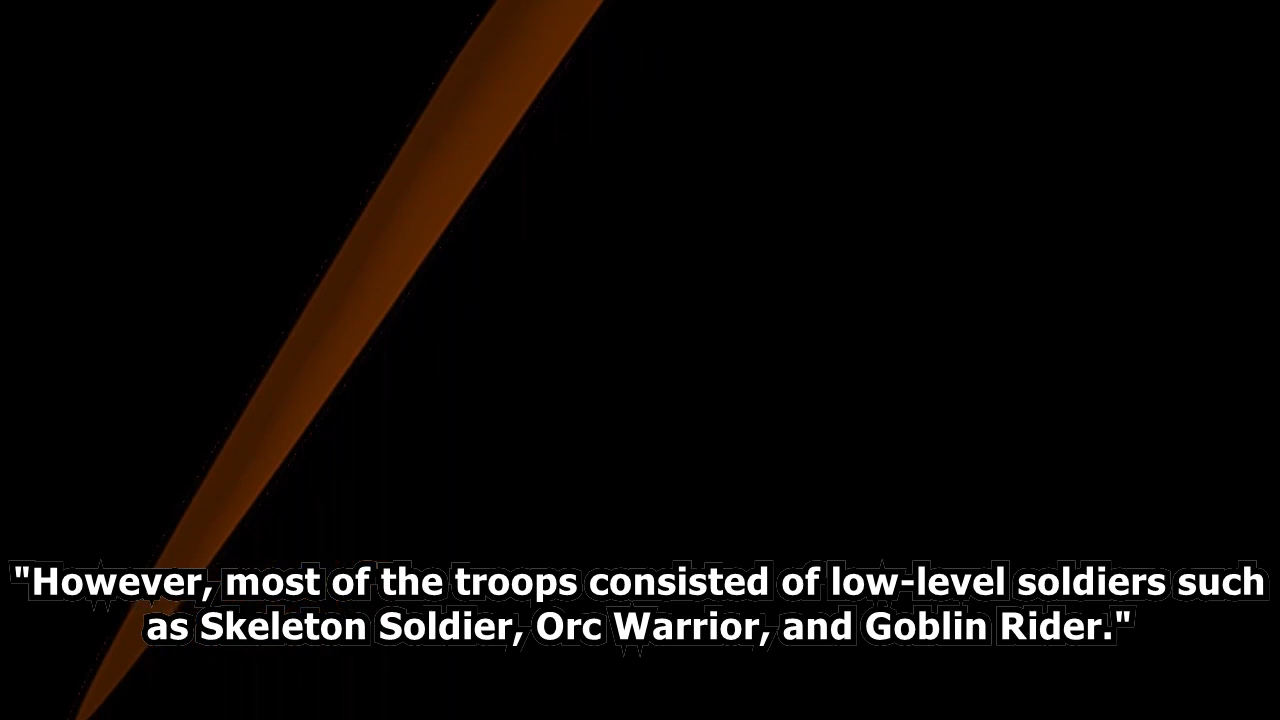 "However, most of the troops consisted of low-level soldiers such
as Skeleton Soldier, Orc Warrior, and Goblin Rider."